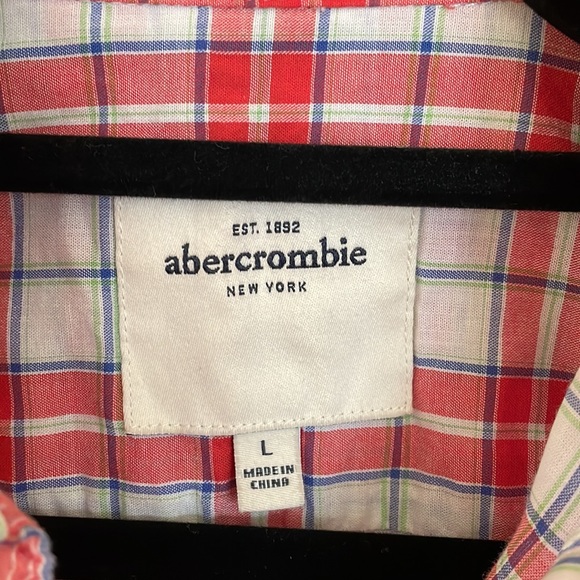 EST. 1892
abercrombie
NEW YORK
L
MADE IN
CHINA